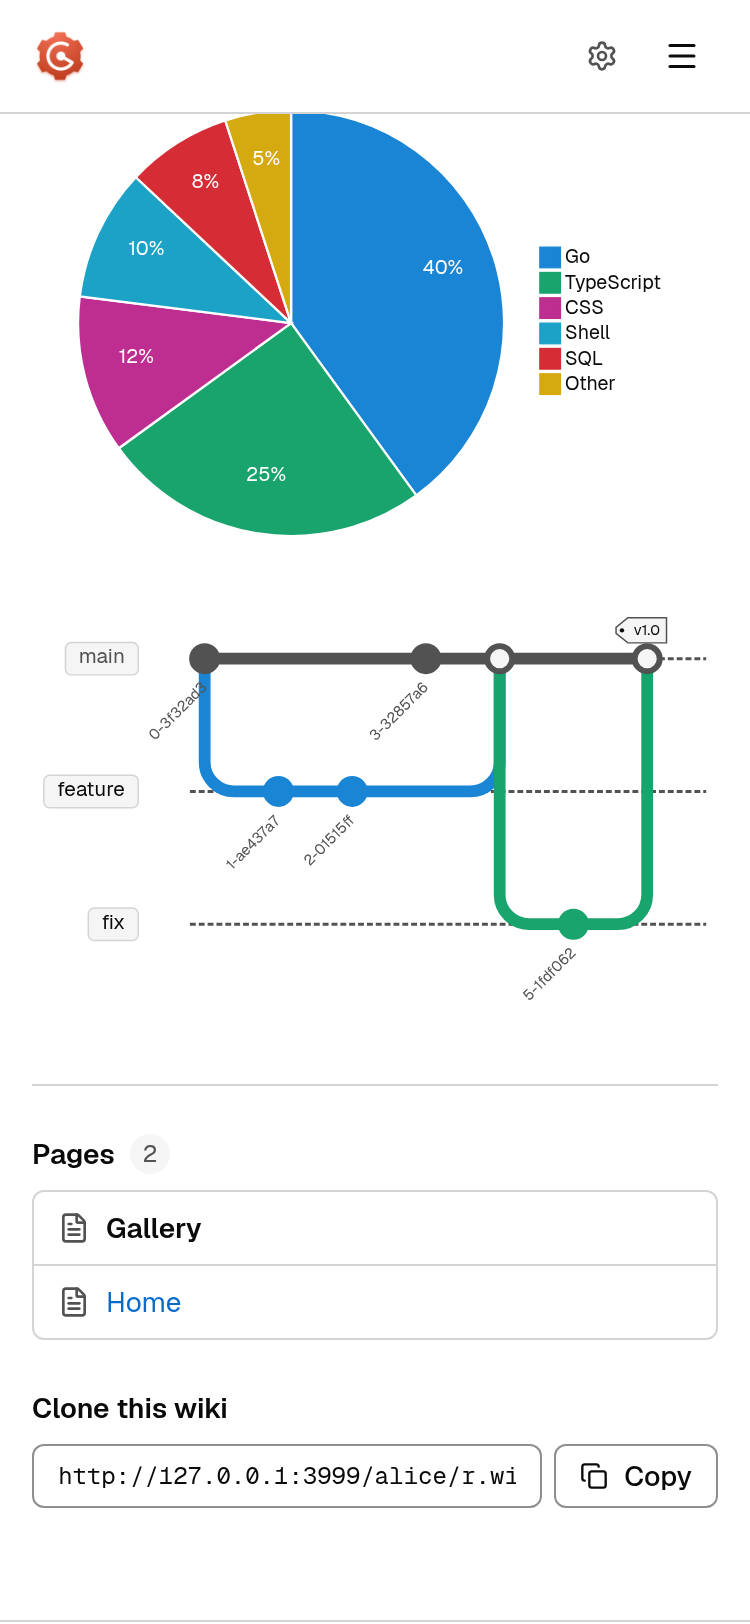 5%
8%
40%
10%
12%
25%
Go
TypeScript
CSS
Shell
SQL
Other
v1.0
main
0-3f32ad3
3-32857a6
feature
1-ae437a7
2-01515ff
fix
5-1fdf062
Pages 2
Gallery
Home
Clone this wiki
http://127.0.0.1:3999/alice/r.wi Copy